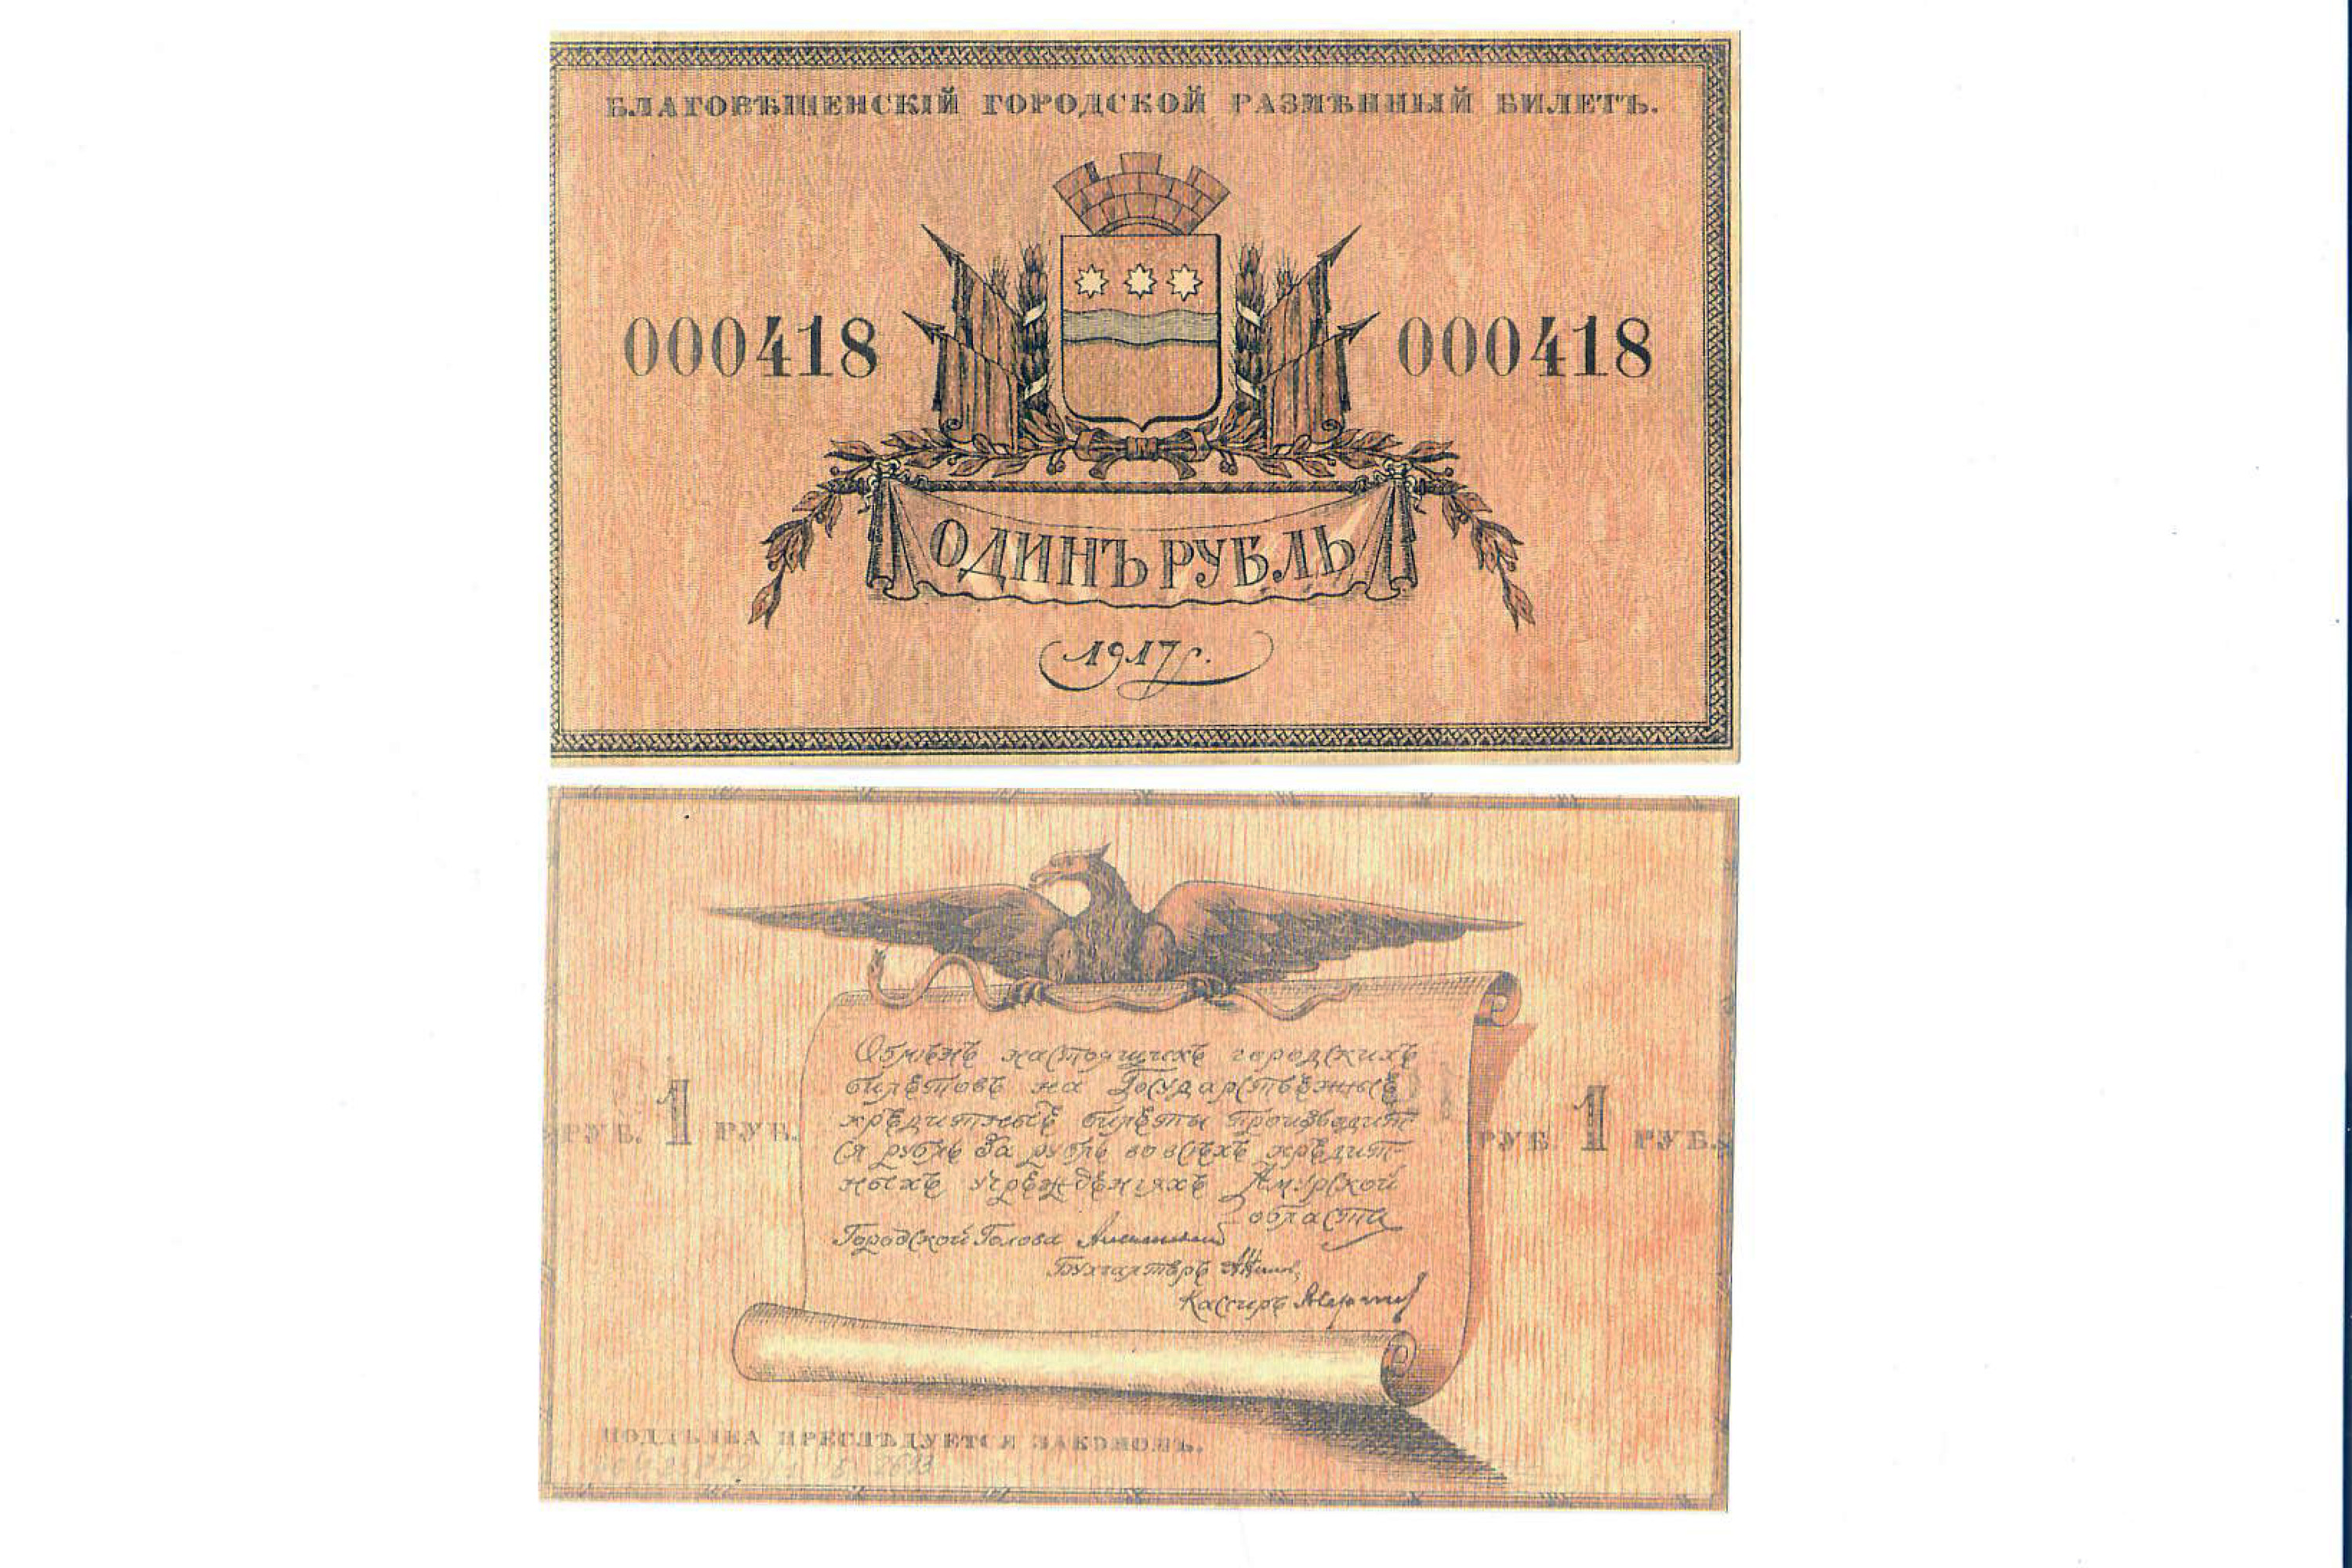 БЛАГОВѢЩЕНСКІЙ ГОРОДСКОЙ РАЗМѢННЫЙ БИЛЕТЪ.
000418 000418
ОДИНЪ РУБЛЬ
1917 г.
Обмѣнъ настоящихъ городскихъ
билетовъ на Государственные
кредитные билеты производит-
ся рубль за рубль во всѣхъ кредит-
ныхъ учрежденіяхъ Амурской
области
РУБ. 1 РУБ. РУБ. 1 РУБ.
Городской Голова
Бухгалтеръ
Кассиръ
ПОДДѢЛКА ПРЕСЛѢДУЕТСЯ ЗАКОНОМЪ.